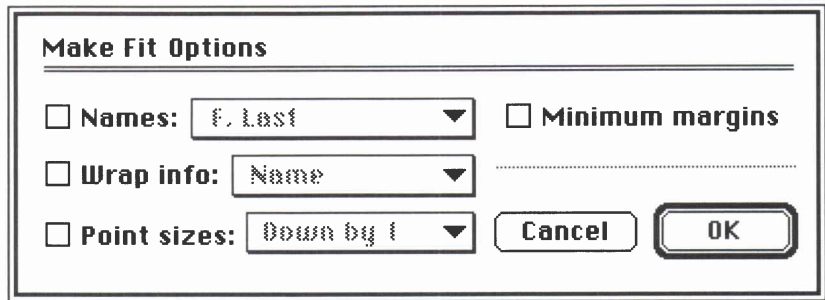 Make Fit Options
Names: F. Last Minimum margins
Wrap info: Name
Point sizes: Down by 1 Cancel OK